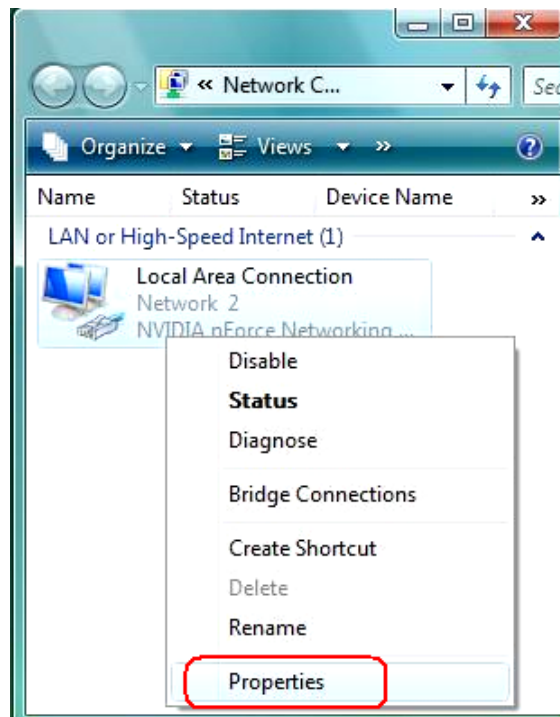 « Network C...
Sec
Organize Views »
Name Status Device Name »
LAN or High-Speed Internet (1)
Local Area Connection
Network 2
NVIDIA nForce Networking ...
Disable
Status
Diagnose
Bridge Connections
Create Shortcut
Delete
Rename
Properties